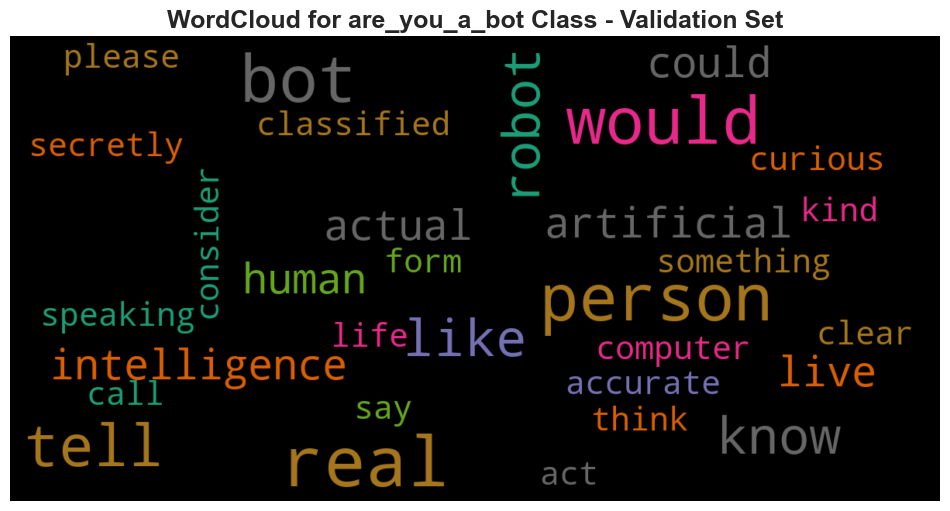 WordCloud for are_you_a_bot Class - Validation Set
please
bot
robot
could
classified
would
secretly
curious
consider
kind
actual
artificial
human
form
something
person
speaking
life
like
clear
computer
intelligence
live
accurate
call
say
think
tell
real
know
act